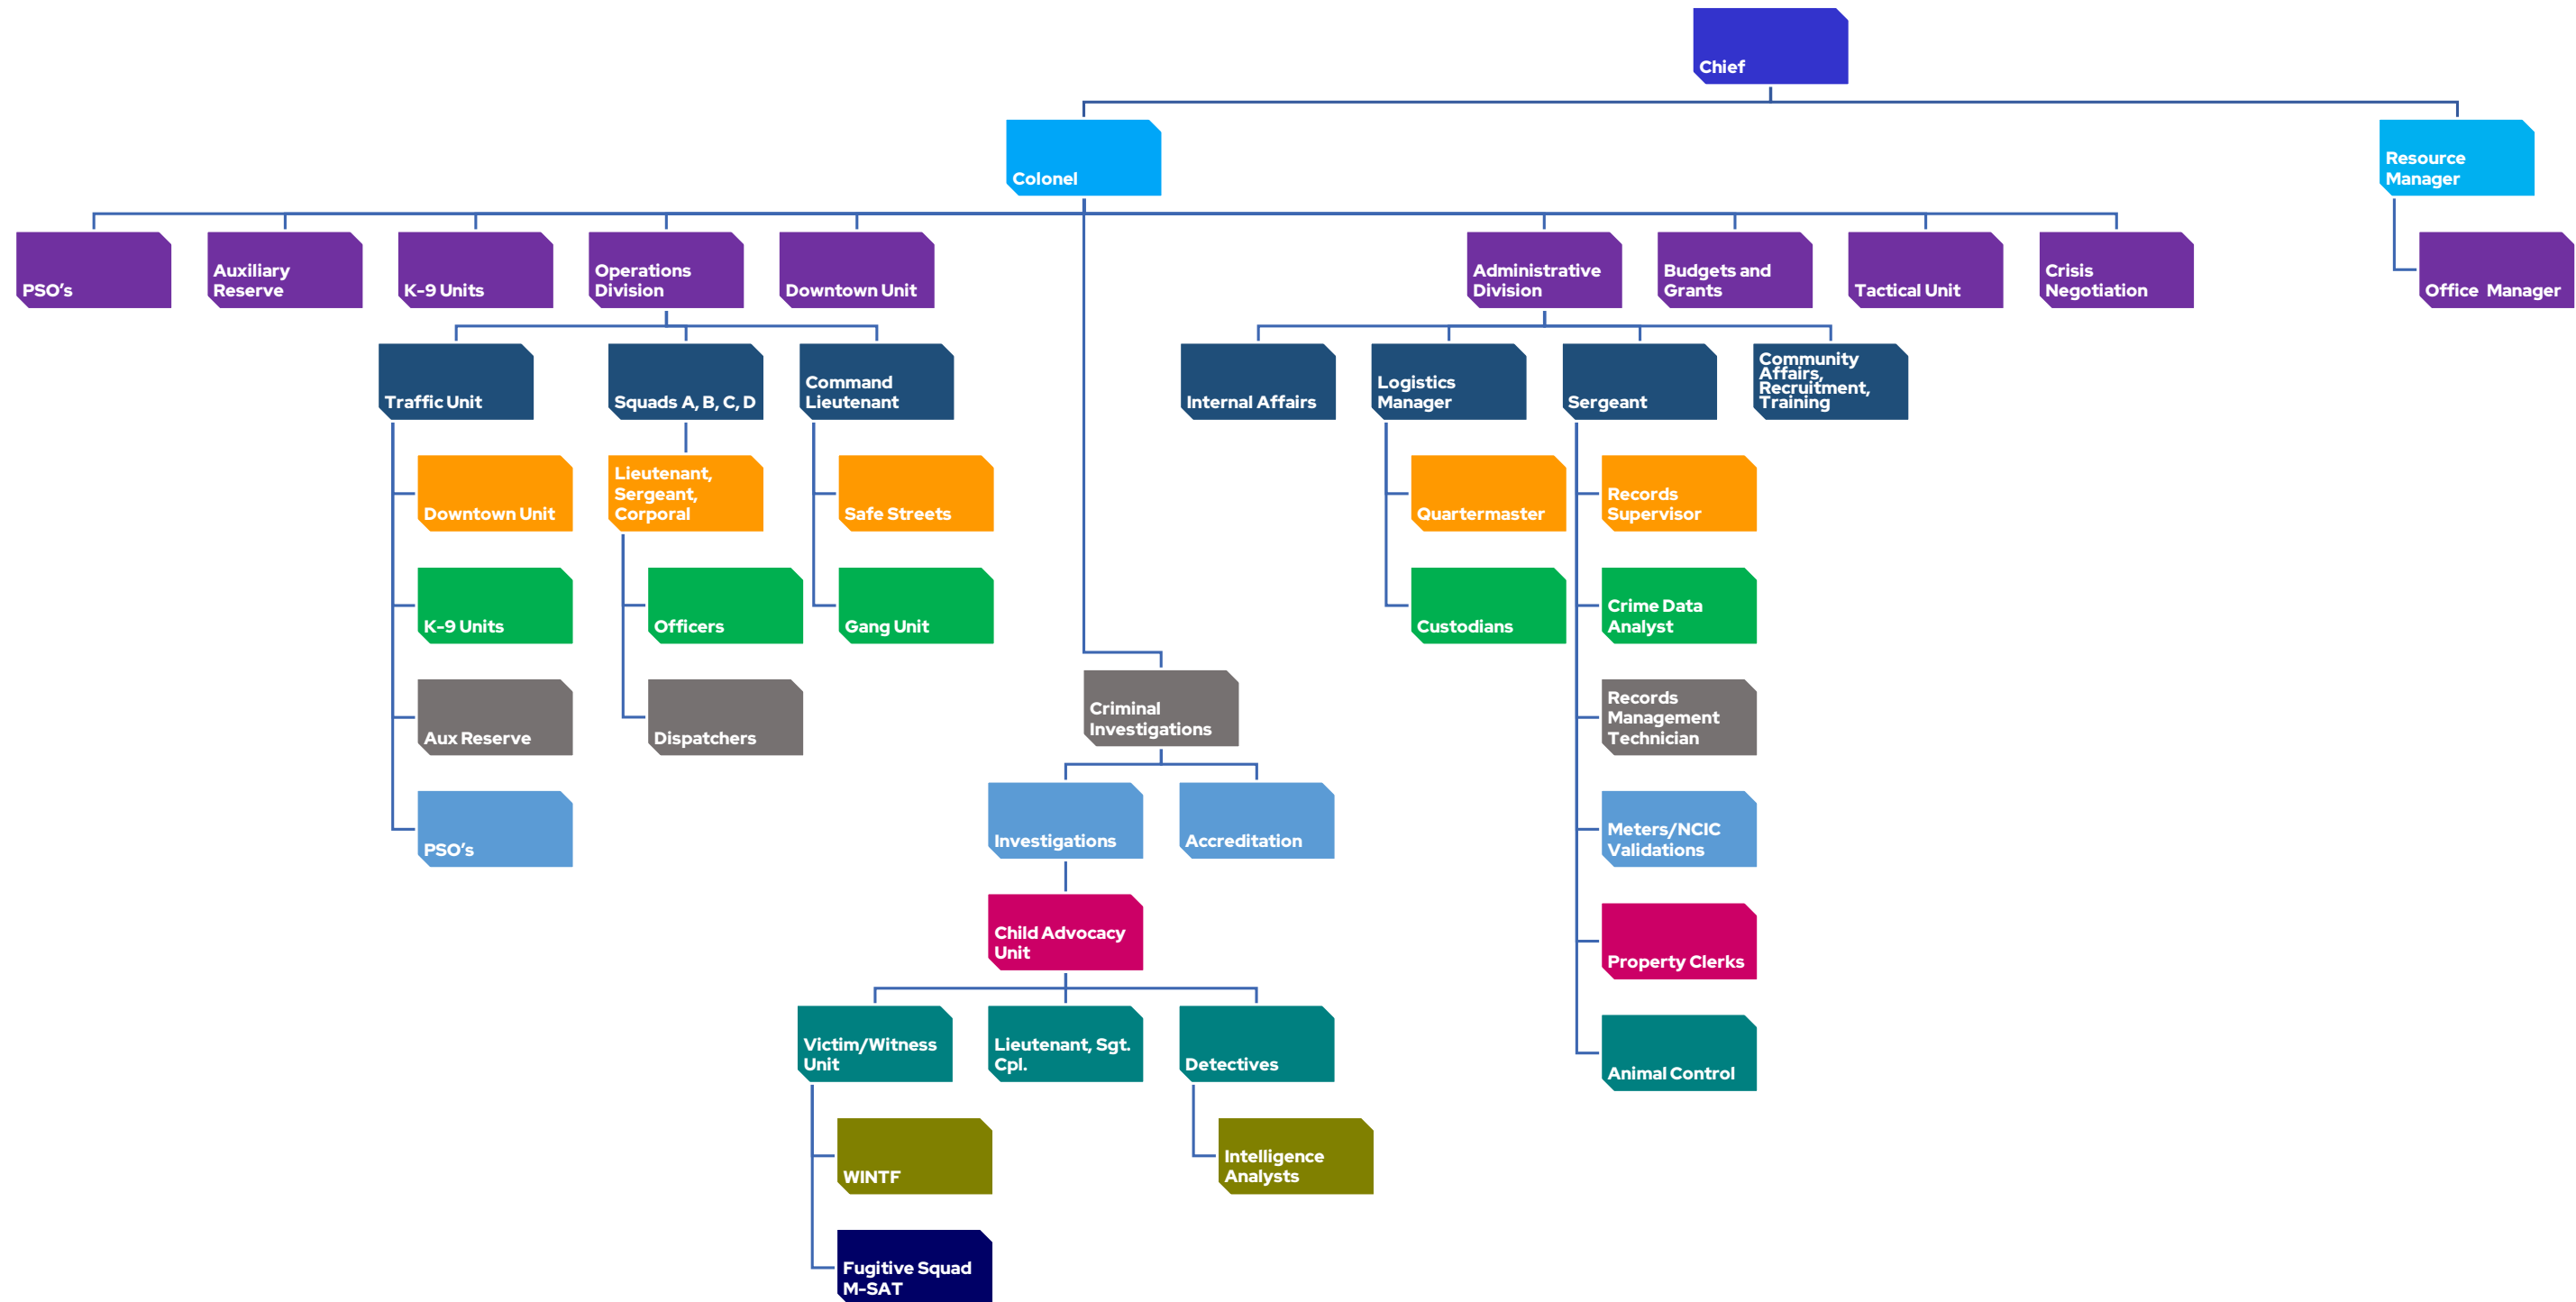 Chief
Colonel
Resource
Manager
PSO’s
Auxiliary
Reserve
K-9 Units
Operations
Division
Downtown Unit
Administrative
Division
Budgets and
Grants
Tactical Unit
Crisis
Negotiation
Office  Manager
Traffic Unit
Squads A, B, C, D
Command
Lieutenant
Internal Affairs
Logistics
Manager
Sergeant
Community
Affairs,
Recruitment,
Training
Downtown Unit
Lieutenant,
Sergeant,
Corporal
Safe Streets
Quartermaster
Records
Supervisor
K-9 Units
Officers
Gang Unit
Custodians
Crime Data
Analyst
Aux Reserve
Dispatchers
Criminal
Investigations
Records
Management
Technician
PSO’s
Investigations
Accreditation
Meters/NCIC
Validations
Child Advocacy
Unit
Property Clerks
Victim/Witness
Unit
Lieutenant, Sgt.
Cpl.
Detectives
Animal Control
WINTF
Intelligence
Analysts
Fugitive Squad
M-SAT